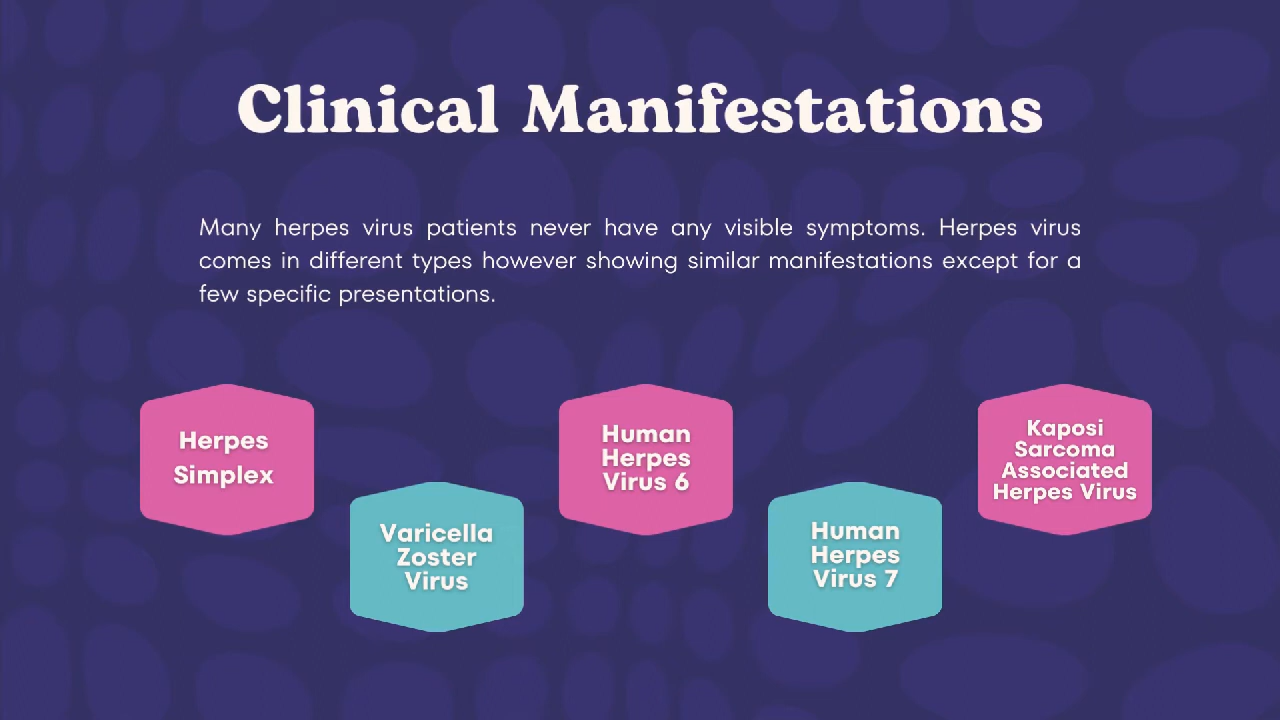 Clinical Manifestations
Many herpes virus patients never have any visible symptoms. Herpes virus
comes in different types however showing similar manifestations except for a
few specific presentations.
Herpes
Simplex
Varicella
Zoster
Virus
Human
Herpes
Virus 6
Human
Herpes
Virus 7
Kaposi
Sarcoma
Associated
Herpes Virus